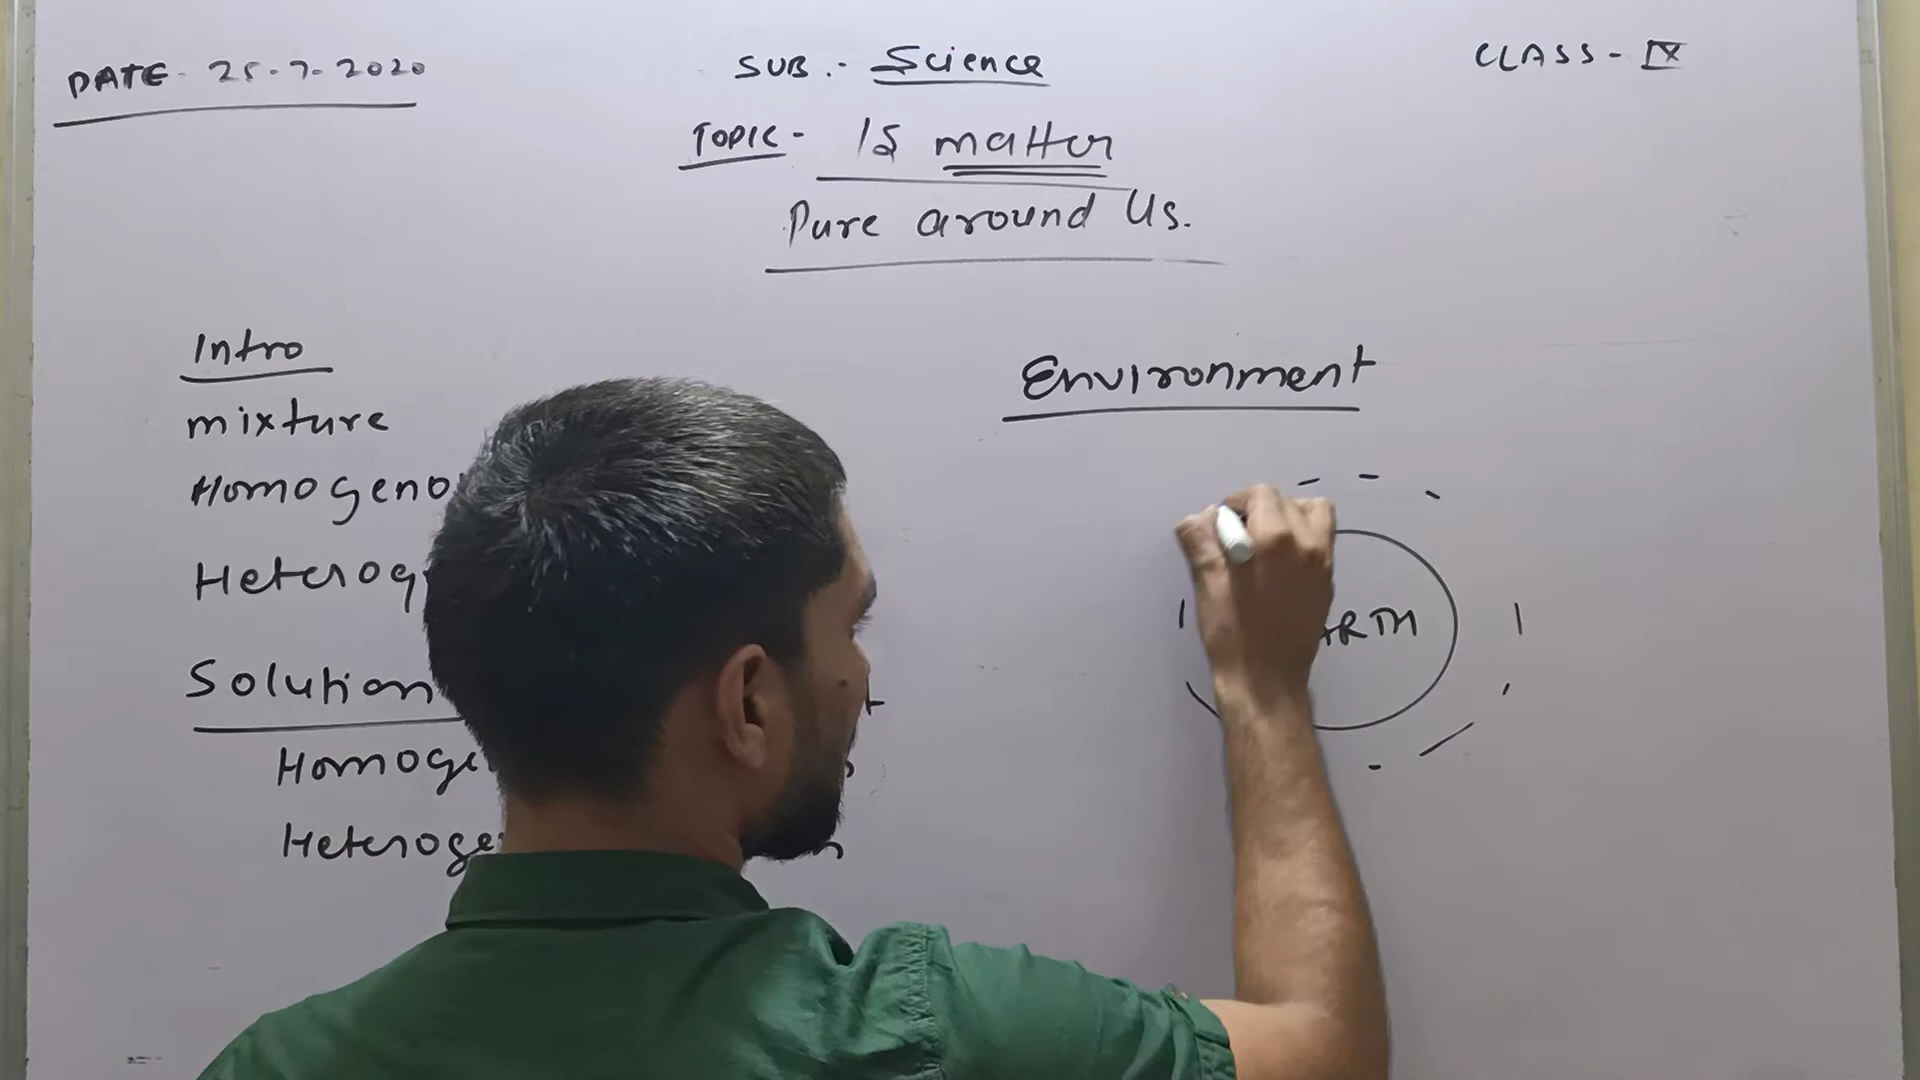 DATE - 25-7-2020
SUB.- Science
CLASS - IX
TOPIC - Is matter
Pure around Us.
Intro
mixture
Homogeno
Heterog
Solution
Homoge
Heteroge
Environment
ARTH